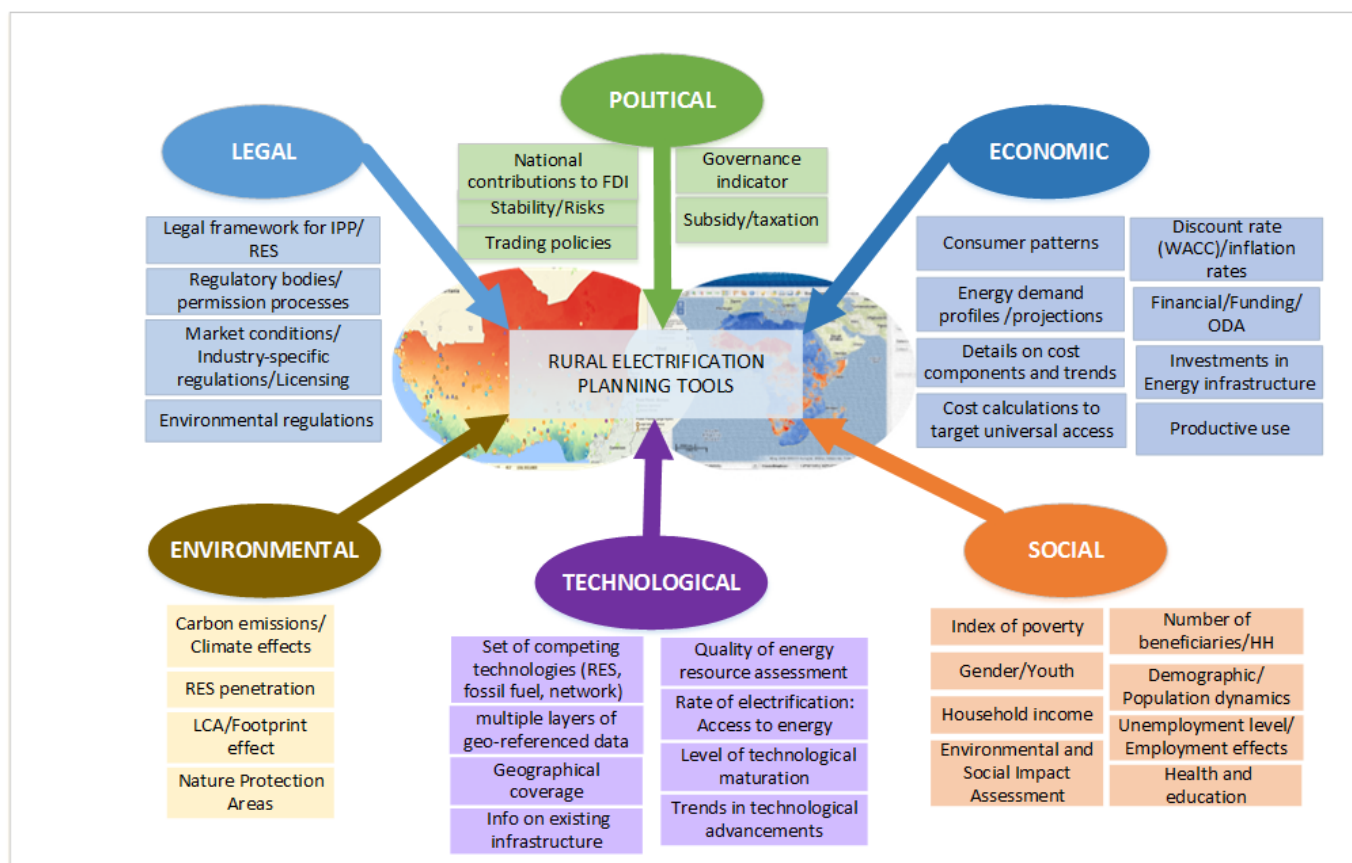 POLITICAL
LEGAL
ECONOMIC
National
contributions to FDI
Stability/Risks
Trading policies
Governance
indicator
Subsidy/taxation
Legal framework for IPP/
RES
Regulatory bodies/
permission processes
Market conditions/
Industry-specific
regulations/Licensing
Environmental regulations
Consumer patterns
Energy demand
profiles /projections
Details on cost
components and trends
Cost calculations to
target universal access
Discount rate
(WACC)/inflation
rates
Financial/Funding/
ODA
Investments in
Energy infrastructure
Productive use
RURAL ELECTRIFICATION
PLANNING TOOLS
ENVIRONMENTAL
TECHNOLOGICAL
SOCIAL
Carbon emissions/
Climate effects
RES penetration
LCA/Footprint
effect
Nature Protection
Areas
Set of competing
technologies (RES,
fossil fuel, network)
multiple layers of
geo-referenced data
Geographical
coverage
Info on existing
infrastructure
Quality of energy
resource assessment
Rate of electrification:
Access to energy
Level of technological
maturation
Trends in technological
advancements
Index of poverty
Gender/Youth
Household income
Environmental and
Social Impact
Assessment
Number of
beneficiaries/HH
Demographic/
Population dynamics
Unemployment level/
Employment effects
Health and
education